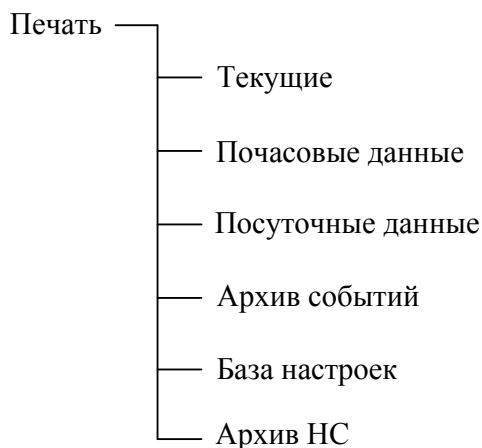 Печать
Текущие
Почасовые данные
Посуточные данные
Архив событий
База настроек
Архив НС